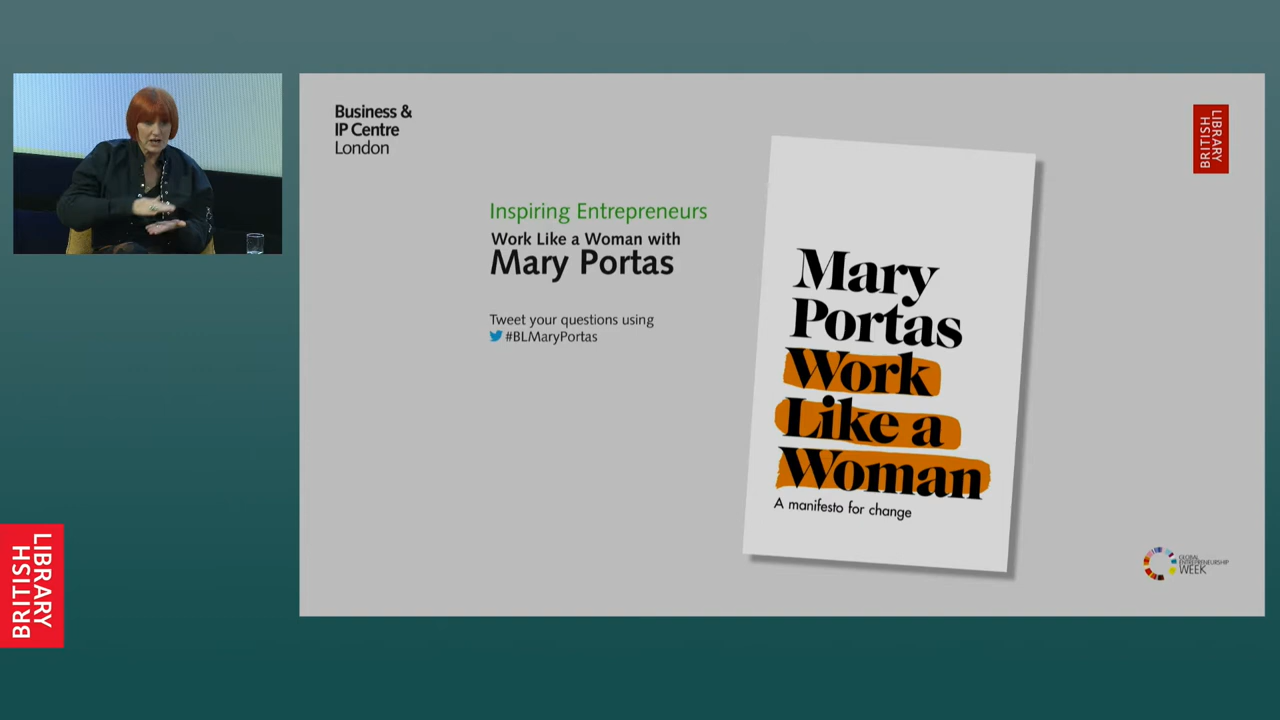 Business &
IP Centre
London
BRITISH
LIBRARY
Inspiring Entrepreneurs
Work Like a Woman with
Mary Portas
Tweet your questions using
#BLMaryPortas
Mary
Portas
Work
Like a
Woman
A manifesto for change
GLOBAL
ENTREPRENEURSHIP
WEEK
BRITISH
LIBRARY